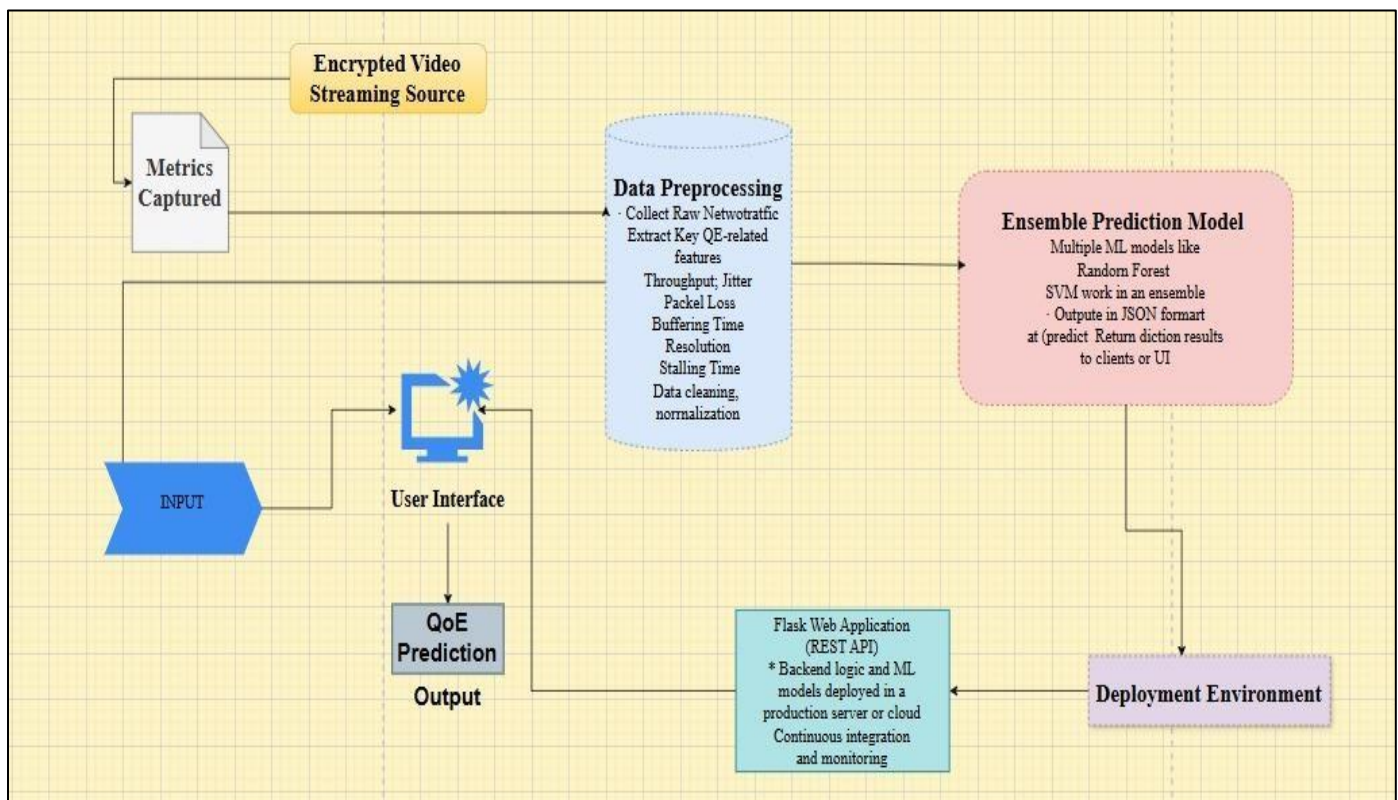 Encrypted Video
Streaming Source
Metrics
Captured
Data Preprocessing
· Collect Raw Netwotratfic
Extract Key QE-related
features
Throughput; Jitter
Packel Loss
Buffering Time
Resolution
Stalling Time
Data cleaning,
normnalization
Ensemble Prediction Model
Multiple ML models like
Random Forest
SVM work in an ensemble
· Outpute in JSON formart
at (predict Return diction results
to clients or UI
INPUT
User Interface
QoE
Prediction
Output
Flask Web Application
(REST API)
* Backend logic and ML
models deployed in a
production server or cloud
Continuous integration
and monitoring
Deployment Environment